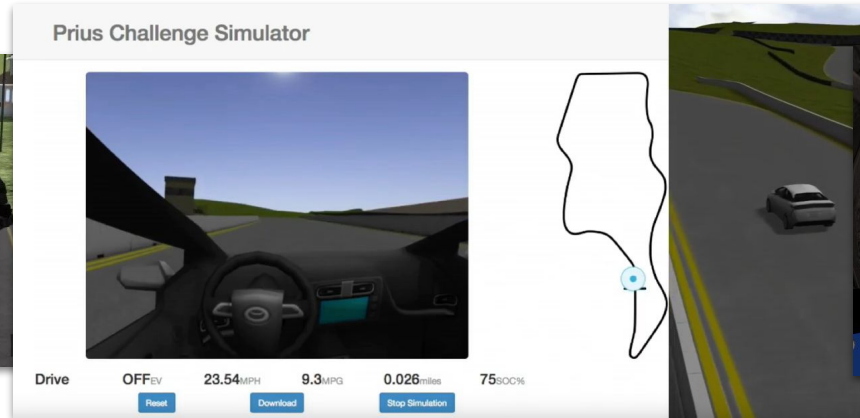 Prius Challenge Simulator
Drive OFFEV 23.54MPH 9.3MPG 0.026miles 75SOC%
Reset Download Stop Simulation